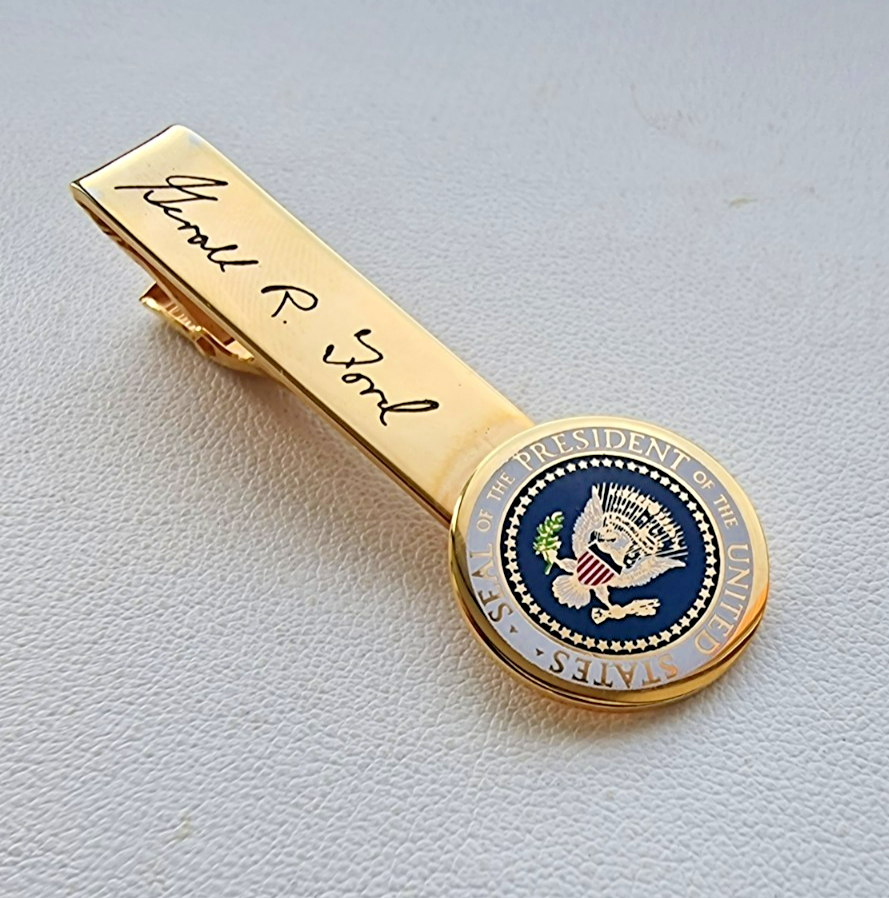 Gerald R. Ford
SEAL OF THE PRESIDENT OF THE UNITED STATES